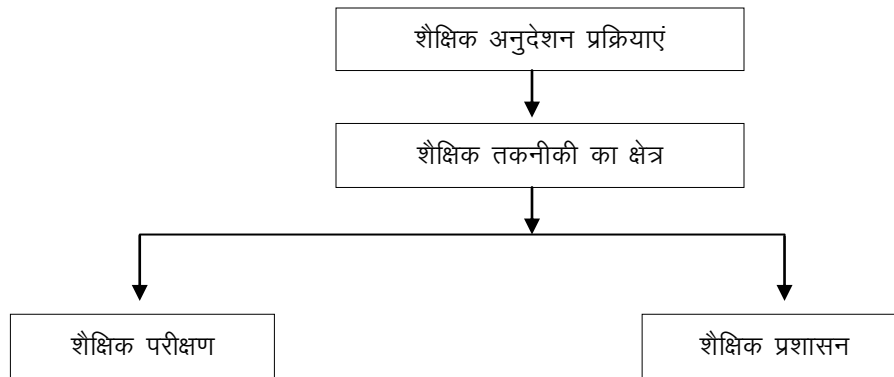 शैक्षिक अनुदेशन प्रक्रियाएं
शैक्षिक तकनीकी का क्षेत्र
शैक्षिक परीक्षण
शैक्षिक प्रशासन